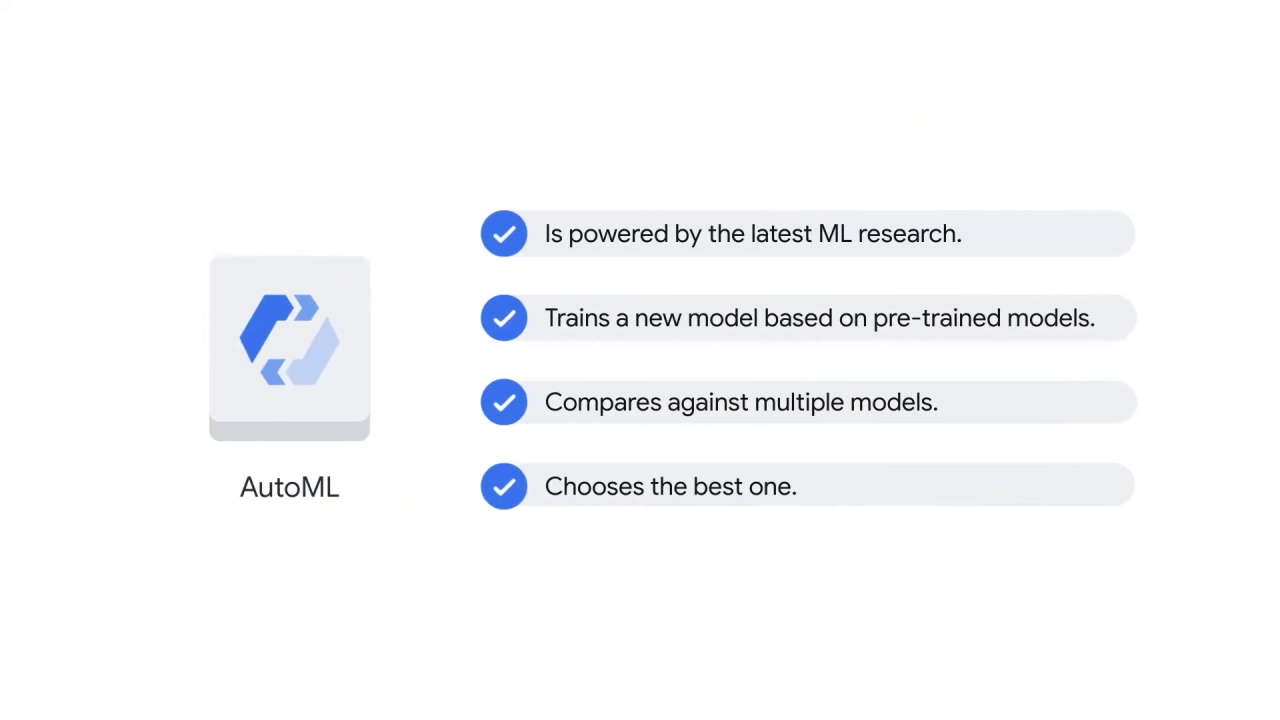 Is powered by the latest ML research.
Trains a new model based on pre-trained models.
Compares against multiple models.
Chooses the best one.
AutoML